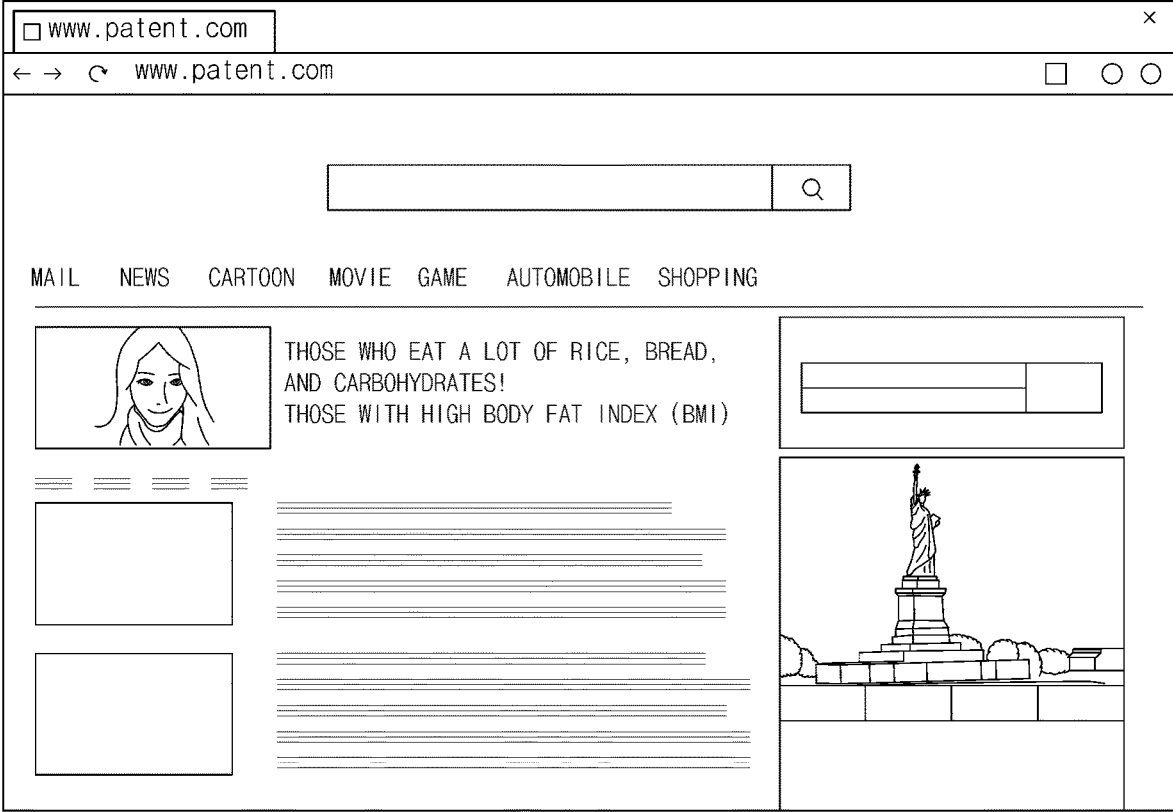 www.patent.com
www.patent.com
MAIL NEWS CARTOON MOVIE GAME AUTOMOBILE SHOPPING
THOSE WHO EAT A LOT OF RICE, BREAD,
AND CARBOHYDRATES!
THOSE WITH HIGH BODY FAT INDEX (BMI)